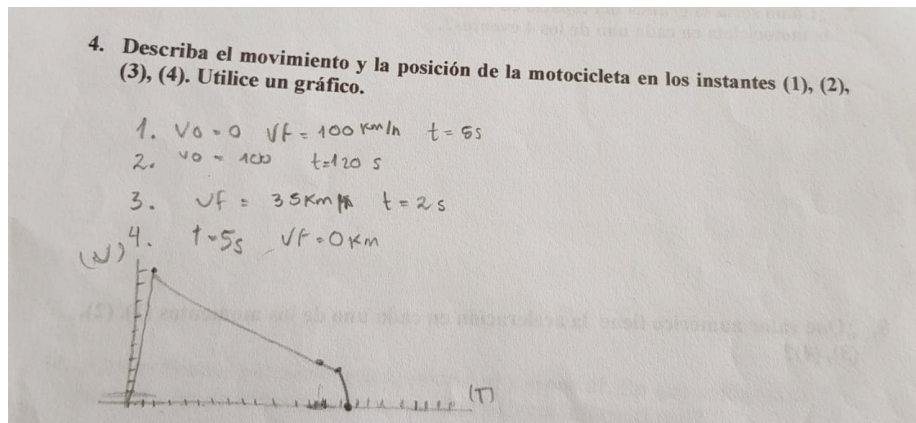 4. Describa el movimiento y la posición de la motocicleta en los instantes (1), (2),
(3), (4). Utilice un gráfico.
1. Vo = 0 Vf = 100 km/h t = 5s
2. Vo = 100 t=120 s
3. Vf = 35Km t = 2s
4. t=5s Vf=0Km
(V)
(T)